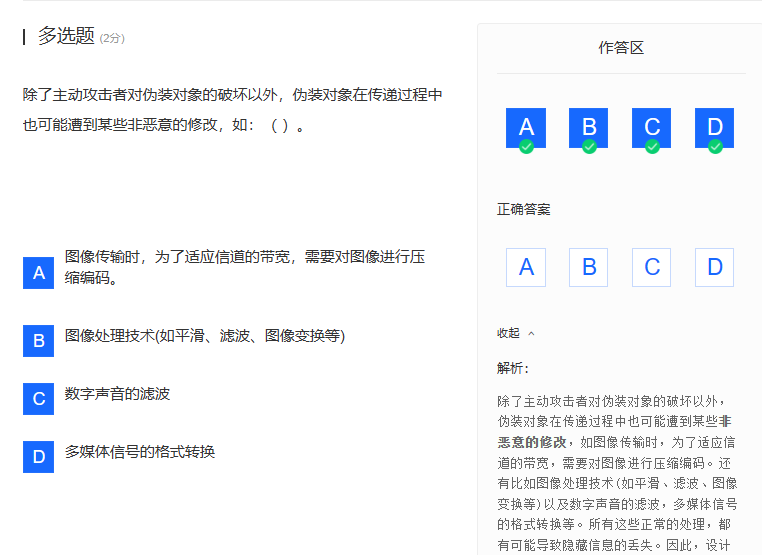 多选题 (2分)
除了主动攻击者对伪装对象的破坏以外，伪装对象在传递过程中
也可能遭到某些非恶意的修改，如：（ ）。
A 图像传输时，为了适应信道的带宽，需要对图像进行压
缩编码。
B 图像处理技术(如平滑、滤波、图像变换等)
C 数字声音的滤波
D 多媒体信号的格式转换
作答区
A B C D
正确答案
A B C D
收起
解析：
除了主动攻击者对伪装对象的破坏以外，
伪装对象在传递过程中也可能遭到某些非
恶意的修改，如图像传输时，为了适应信
道的带宽，需要对图像进行压缩编码。还
有比如图像处理技术(如平滑、滤波、图像
变换等)以及数字声音的滤波，多媒体信号
的格式转换等。所有这些正常的处理，都
有可能导致隐藏信息的丢失。因此，设计